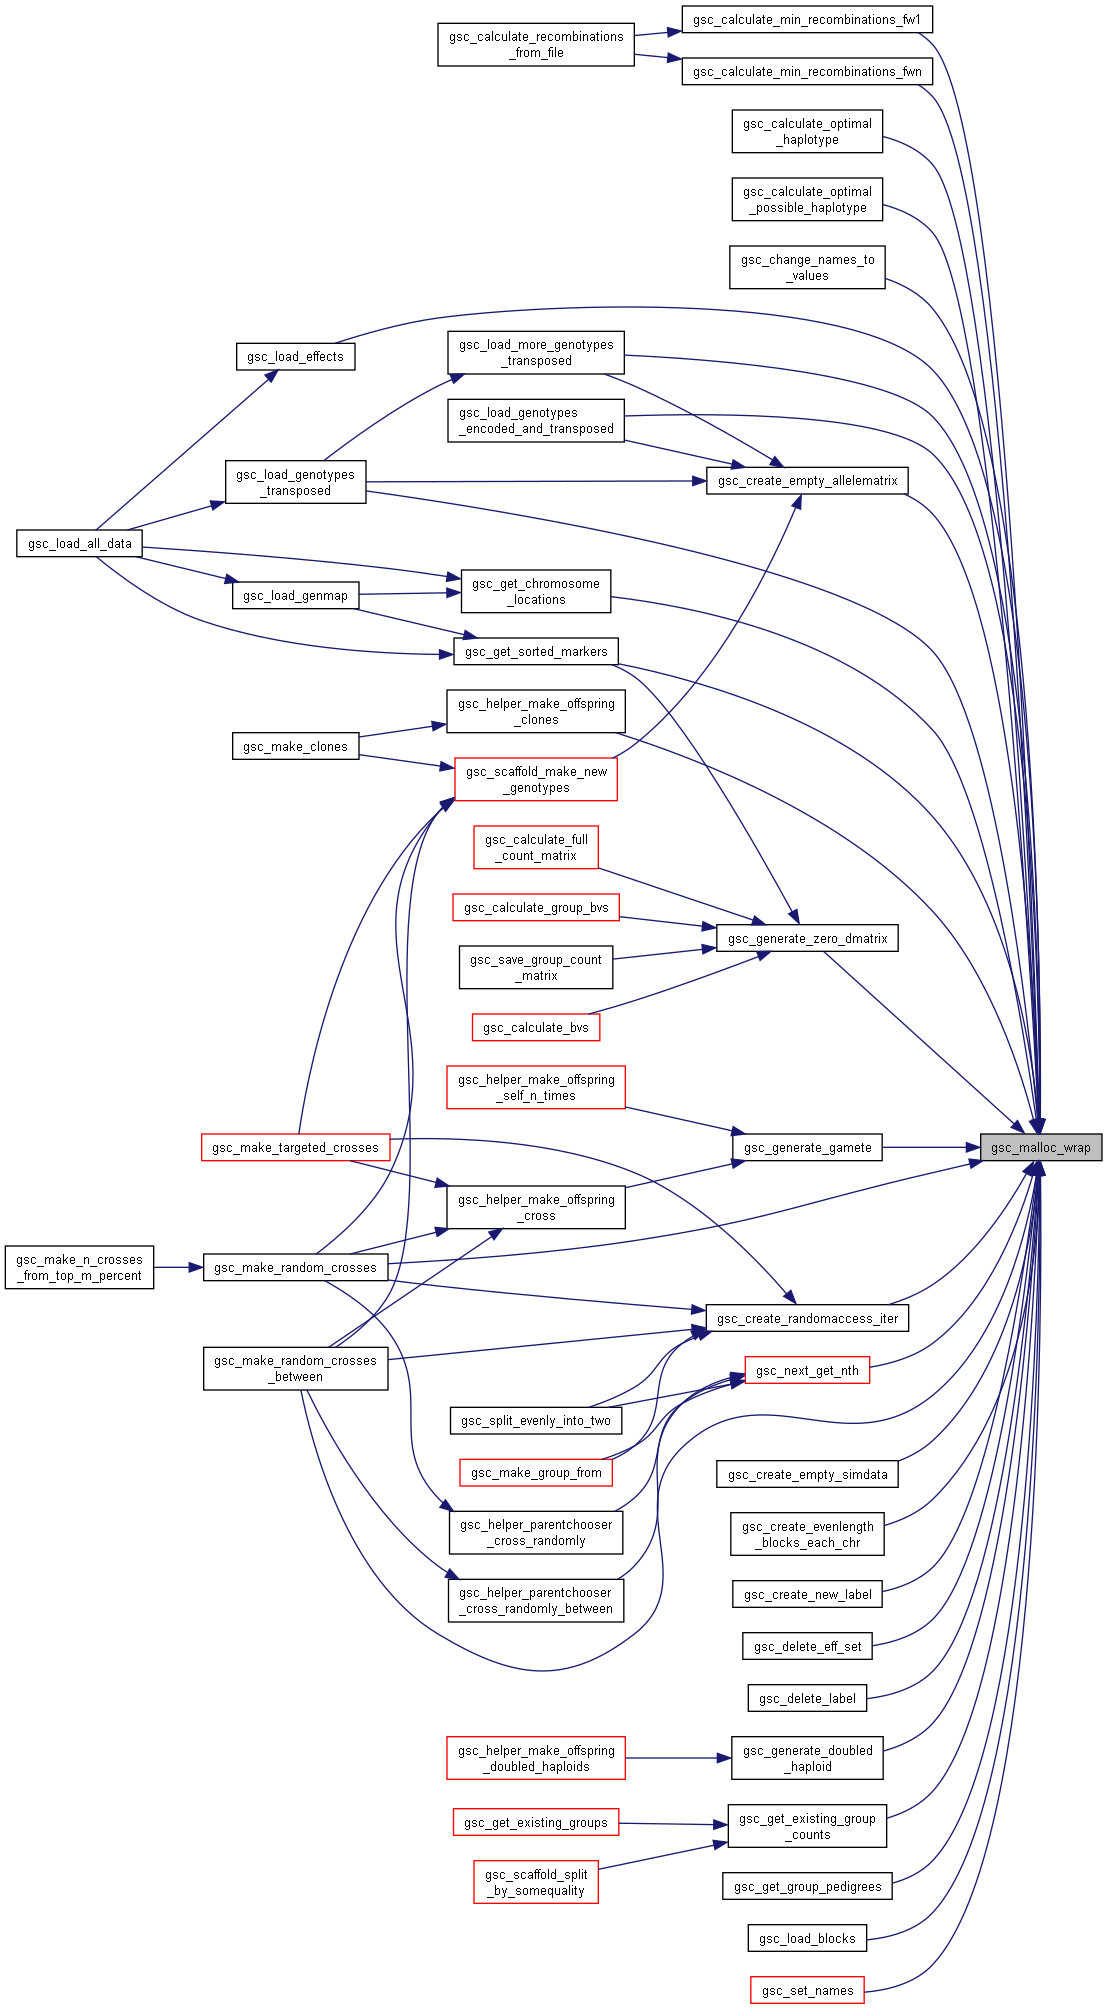 gsc_calculate_min_recombinations_fw1
gsc_calculate_recombinations
_from_file
gsc_calculate_min_recombinations_fwn
gsc_calculate_optimal
_haplotype
gsc_calculate_optimal
_possible_haplotype
gsc_change_names_to
_values
gsc_load_effects
gsc_load_more_genotypes
_transposed
gsc_load_genotypes
_encoded_and_transposed
gsc_load_genotypes
_transposed
gsc_create_empty_allelematrix
gsc_load_all_data
gsc_get_chromosome
_locations
gsc_load_genmap
gsc_get_sorted_markers
gsc_helper_make_offspring
_clones
gsc_make_clones
gsc_scaffold_make_new
_genotypes
gsc_calculate_full
_count_matrix
gsc_calculate_group_bvs
gsc_generate_zero_dmatrix
gsc_save_group_count
_matrix
gsc_calculate_bvs
gsc_helper_make_offspring
_self_n_times
gsc_make_targeted_crosses
gsc_generate_gamete
gsc_malloc_wrap
gsc_helper_make_offspring
_cross
gsc_make_n_crosses
_from_top_m_percent
gsc_make_random_crosses
gsc_create_randomaccess_iter
gsc_make_random_crosses
_between
gsc_next_get_nth
gsc_split_evenly_into_two
gsc_make_group_from
gsc_create_empty_simdata
gsc_helper_parentchooser
_cross_randomly
gsc_create_evenlength
_blocks_each_chr
gsc_helper_parentchooser
_cross_randomly_between
gsc_create_new_label
gsc_delete_eff_set
gsc_delete_label
gsc_helper_make_offspring
_doubled_haploids
gsc_generate_doubled
_haploid
gsc_get_existing_groups
gsc_get_existing_group
_counts
gsc_scaffold_split
_by_somequality
gsc_get_group_pedigrees
gsc_load_blocks
gsc_set_names